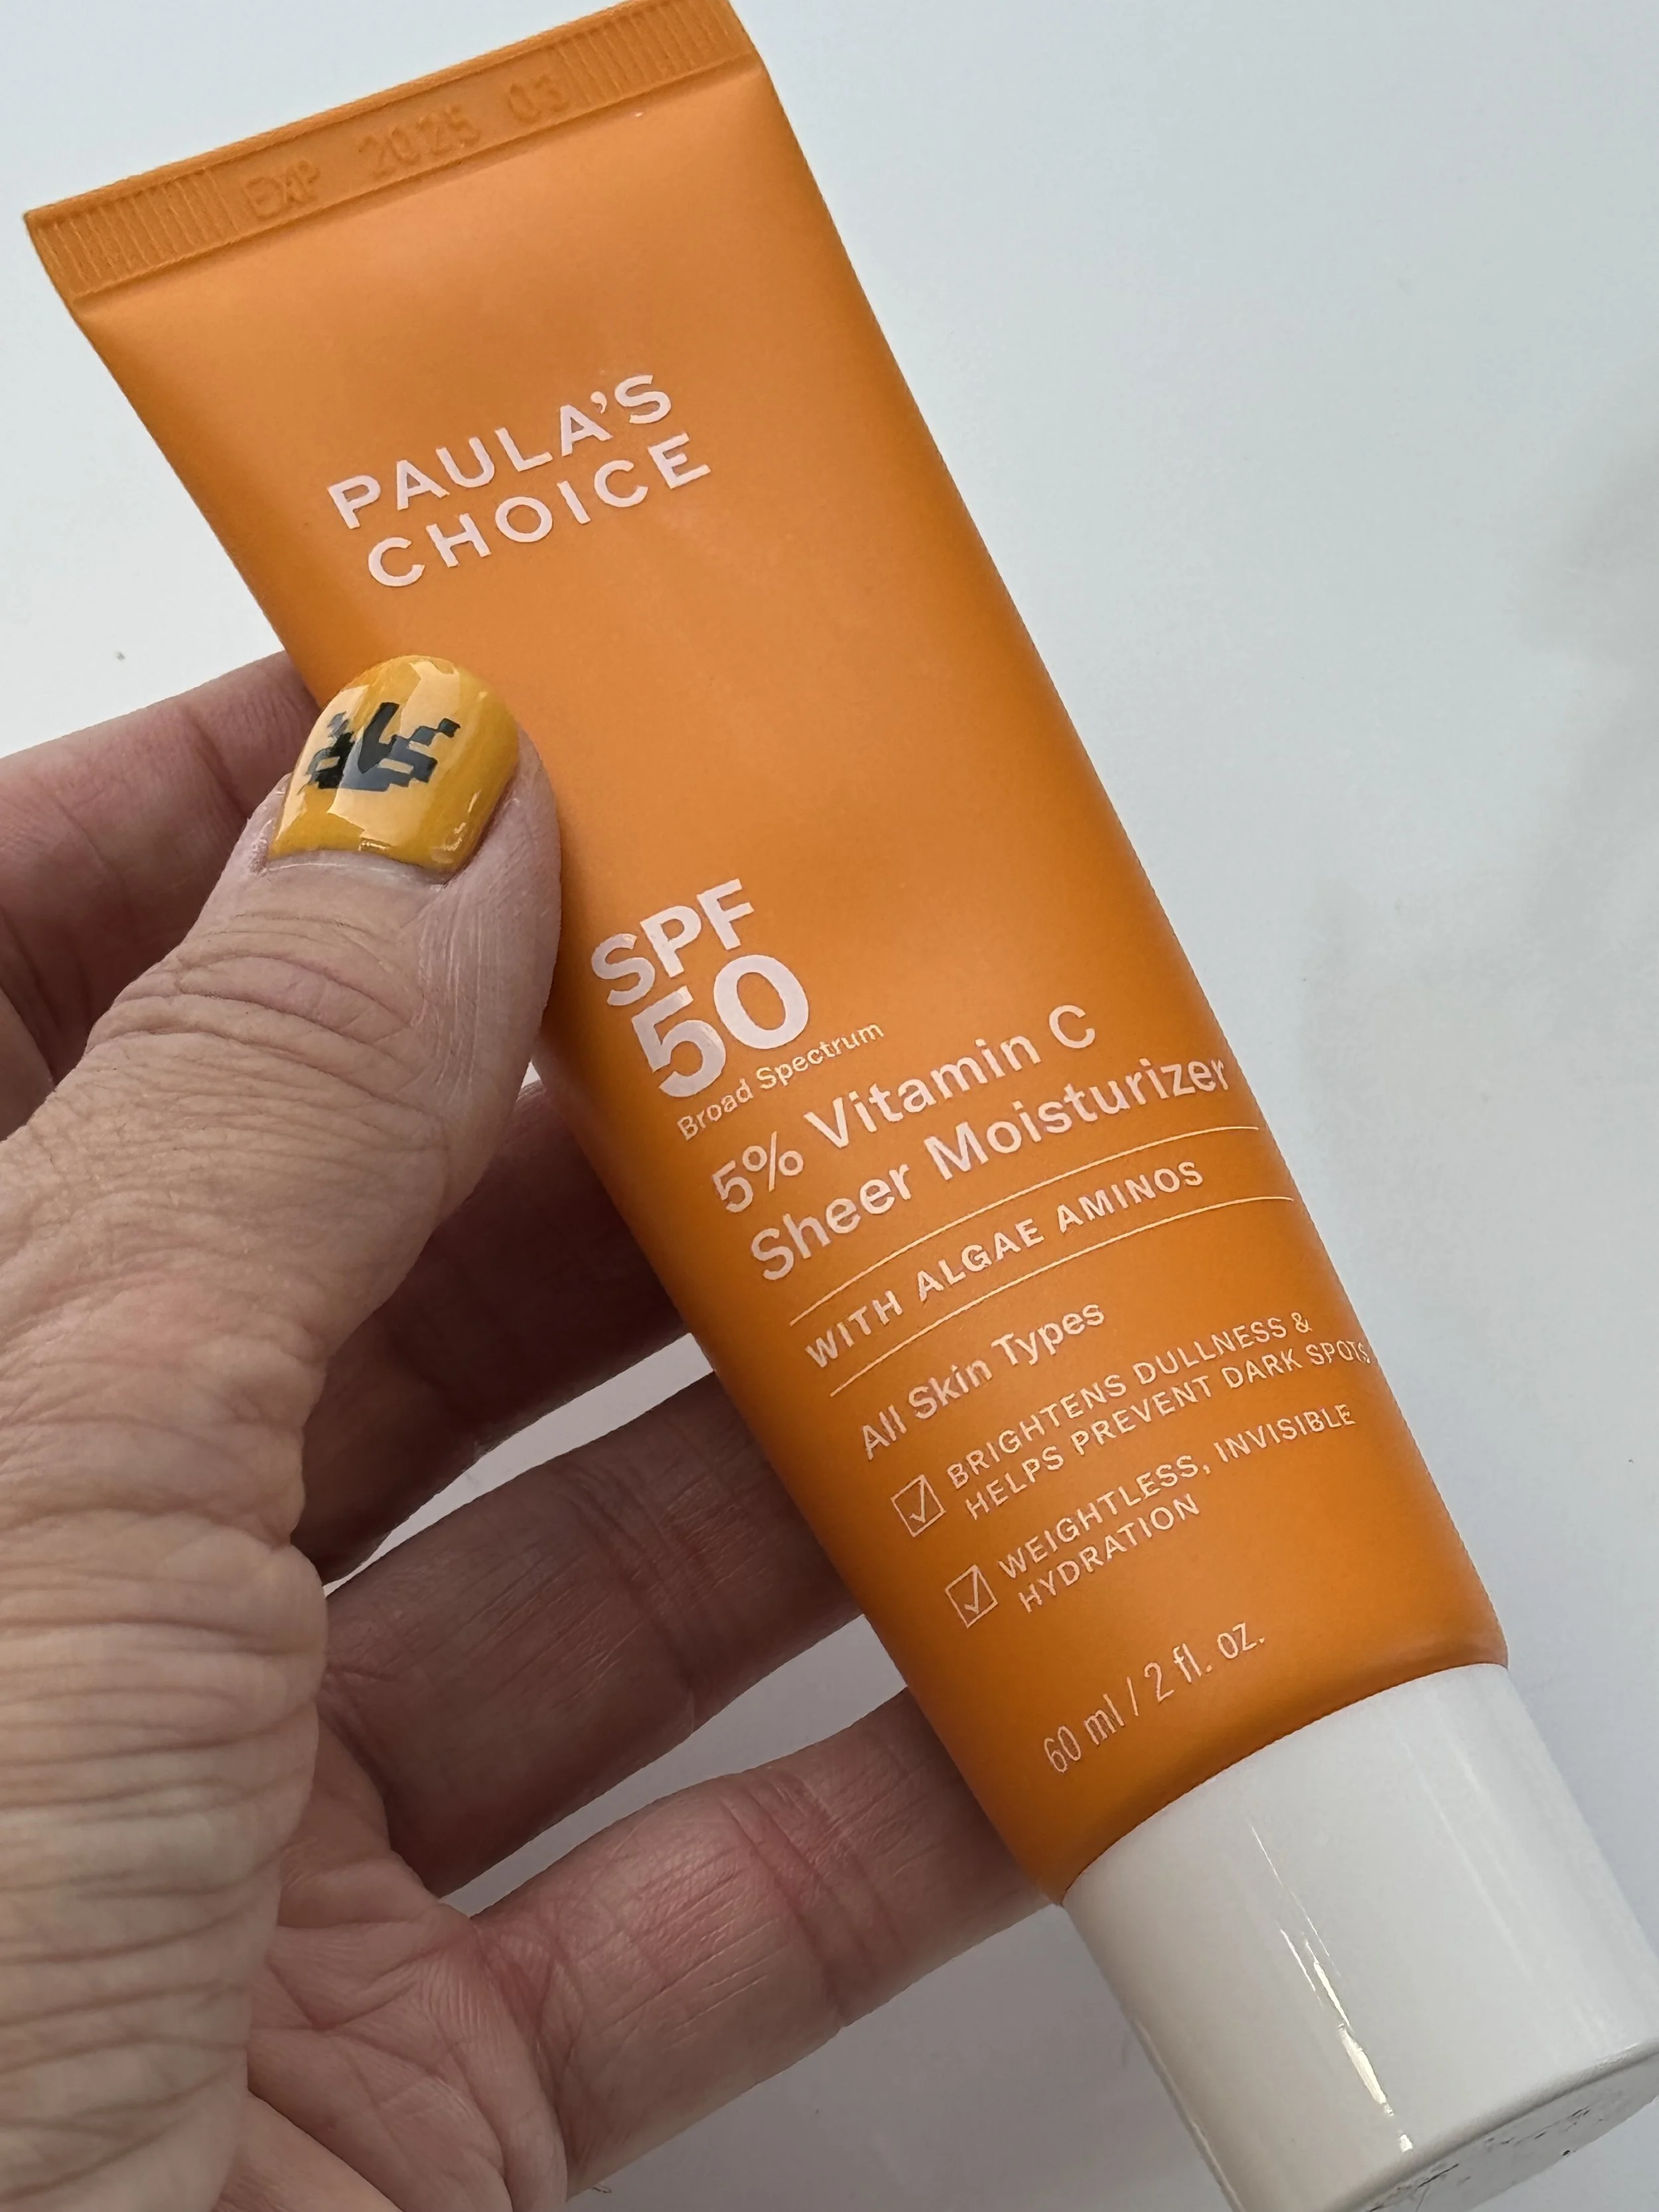 EXP 2025 03
PAULA'S
CHOICE
SPF
50
Broad Spectrum
5% Vitamin C
Sheer Moisturizer
WITH ALGAE AMINOS
All Skin Types
BRIGHTENS DULLNESS &
HELPS PREVENT DARK SPOTS
WEIGHTLESS, INVISIBLE
HYDRATION
60 ml / 2 fl. oz.